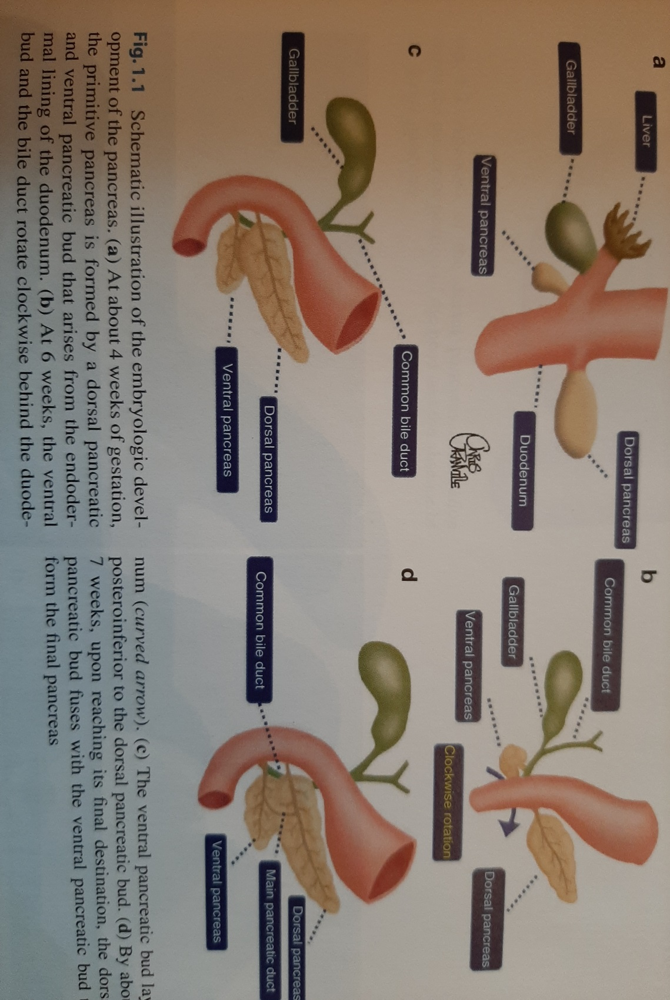 a
Liver
Gallbladder
Ventral pancreas
Dorsal pancreas
Duodenum
CHRIS
GRANVILLE
b
Common bile duct
Gallbladder
Ventral pancreas
Clockwise rotation
Dorsal pancreas
c
Gallbladder
Common bile duct
Dorsal pancreas
Ventral pancreas
d
Common bile duct
Dorsal pancreas
Main pancreatic duct
Ventral pancreas
Fig. 1.1 Schematic illustration of the embryologic devel-
opment of the pancreas. (a) At about 4 weeks of gestation,
the primitive pancreas is formed by a dorsal pancreatic
and ventral pancreatic bud that arises from the endoder-
mal lining of the duodenum. (b) At 6 weeks, the ventral
bud and the bile duct rotate clockwise behind the duode-
num (curved arrow). (c) The ventral pancreatic bud lay
posteroinferior to the dorsal pancreatic bud. (d) By abou
7 weeks, upon reaching its final destination, the dors
pancreatic bud fuses with the ventral pancreatic bud t
form the final pancreas